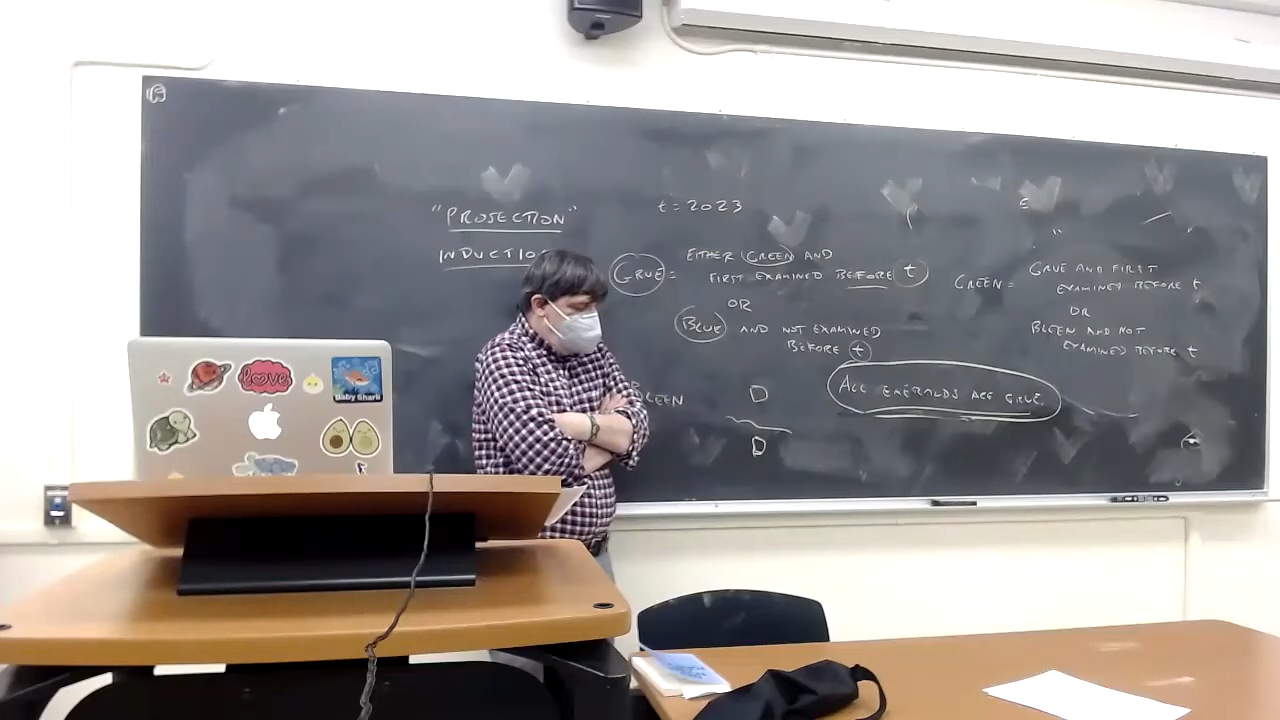 "PROJECTION"
INDUCTIO
t = 2023
GRUE = EITHER GREEN AND
FIRST EXAMINED BEFORE t
OR
BLUE AND NOT EXAMINED
BEFORE t
GREEN = GRUE AND FIRST
EXAMINED BEFORE t
OR
BLEEN AND NOT
EXAMINED BEFORE t
LEEN
D
D
ALL EMERALDS ARE GRUE.
love
Baby Shark